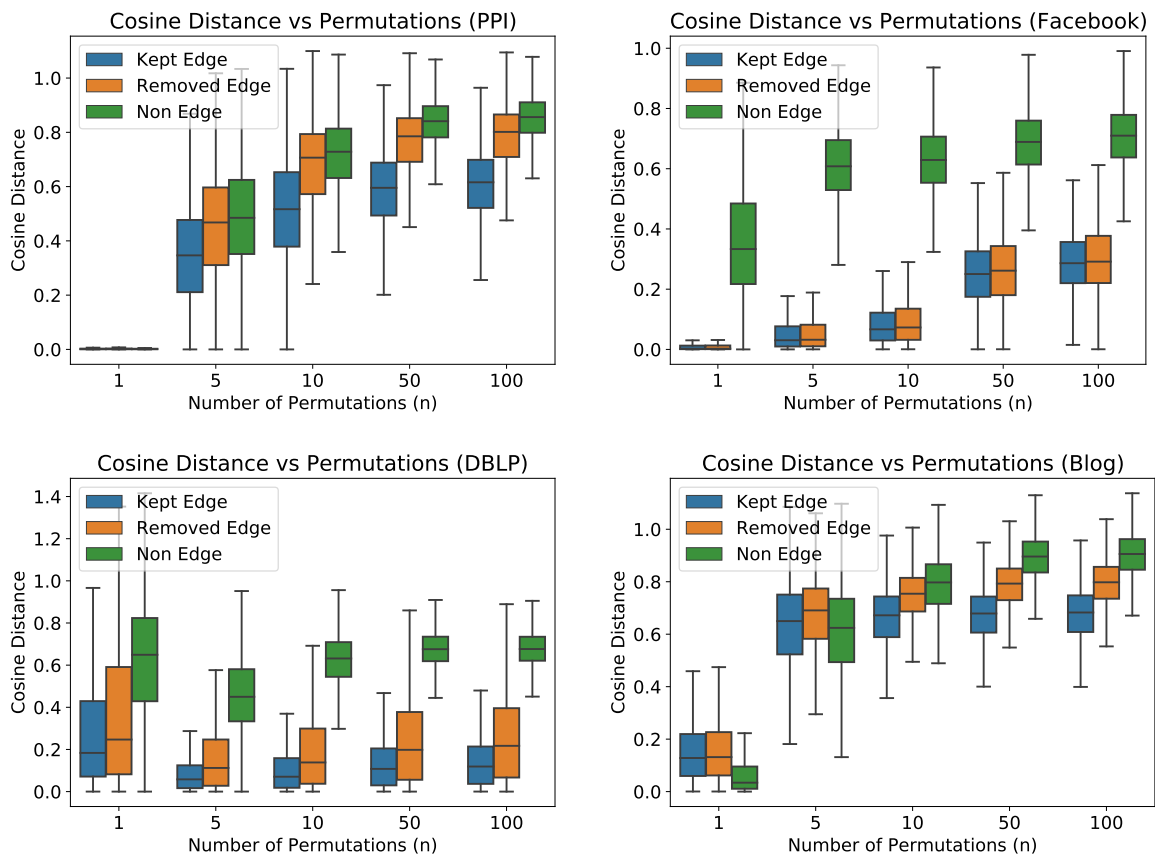 Cosine Distance vs Permutations (PPI)
Kept Edge
Removed Edge
Non Edge
Cosine Distance
1.0
0.8
0.6
0.4
0.2
0.0
1 5 10 50 100
Number of Permutations (n)
Cosine Distance vs Permutations (Facebook)
Kept Edge
Removed Edge
Non Edge
Cosine Distance
1.0
0.8
0.6
0.4
0.2
0.0
1 5 10 50 100
Number of Permutations (n)
Cosine Distance vs Permutations (DBLP)
Kept Edge
Removed Edge
Non Edge
Cosine Distance
1.4
1.2
1.0
0.8
0.6
0.4
0.2
0.0
1 5 10 50 100
Number of Permutations (n)
Cosine Distance vs Permutations (Blog)
Kept Edge
Removed Edge
Non Edge
Cosine Distance
1.0
0.8
0.6
0.4
0.2
0.0
1 5 10 50 100
Number of Permutations (n)